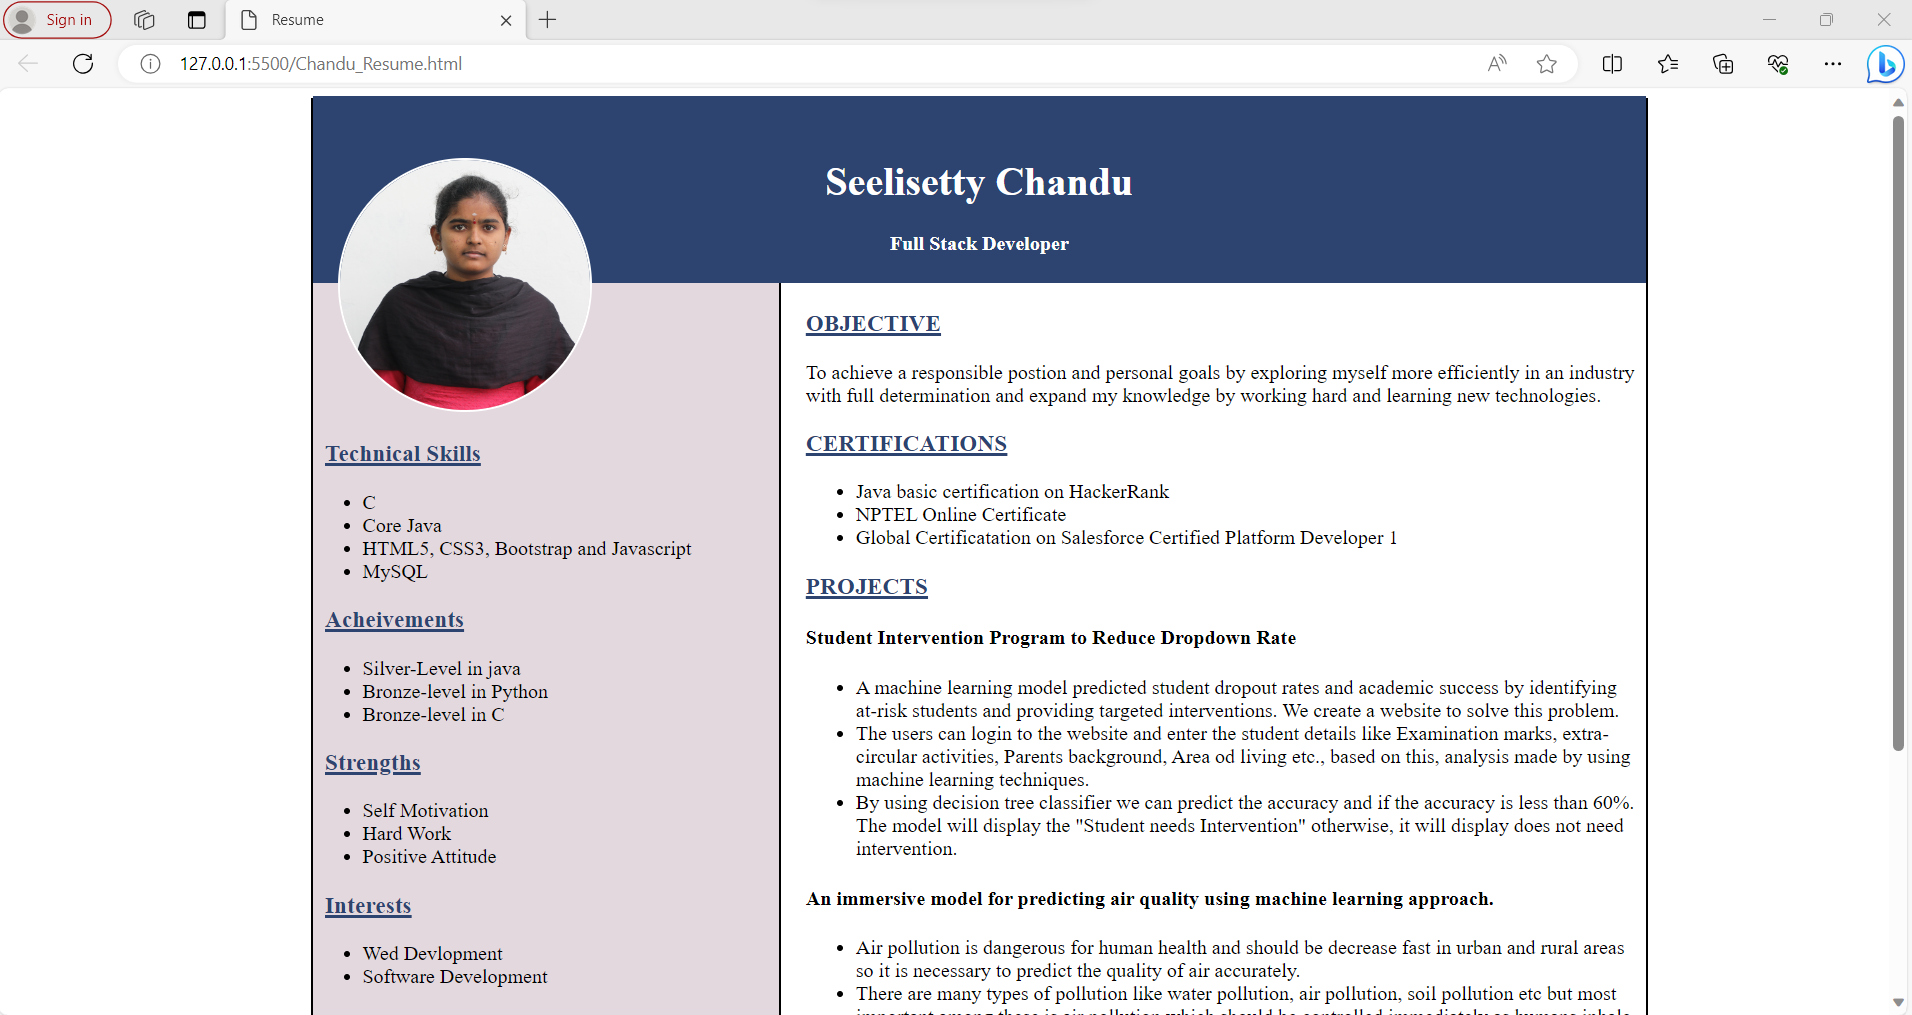 Sign in
Resume
127.0.0.1:5500/Chandu_Resume.html
Seelisetty Chandu
Full Stack Developer
Technical Skills
C
Core Java
HTML5, CSS3, Bootstrap and Javascript
MySQL
Acheivements
Silver-Level in java
Bronze-level in Python
Bronze-level in C
Strengths
Self Motivation
Hard Work
Positive Attitude
Interests
Wed Devlopment
Software Development
OBJECTIVE
To achieve a responsible postion and personal goals by exploring myself more efficiently in an industry
with full determination and expand my knowledge by working hard and learning new technologies.
CERTIFICATIONS
Java basic certification on HackerRank
NPTEL Online Certificate
Global Certificatation on Salesforce Certified Platform Developer 1
PROJECTS
Student Intervention Program to Reduce Dropdown Rate
A machine learning model predicted student dropout rates and academic success by identifying
at-risk students and providing targeted interventions. We create a website to solve this problem.
The users can login to the website and enter the student details like Examination marks, extra-
circular activities, Parents background, Area od living etc., based on this, analysis made by using
machine learning techniques.
By using decision tree classifier we can predict the accuracy and if the accuracy is less than 60%.
The model will display the "Student needs Intervention" otherwise, it will display does not need
intervention.
An immersive model for predicting air quality using machine learning approach.
Air pollution is dangerous for human health and should be decrease fast in urban and rural areas
so it is necessary to predict the quality of air accurately.
There are many types of pollution like water pollution, air pollution, soil pollution etc but most